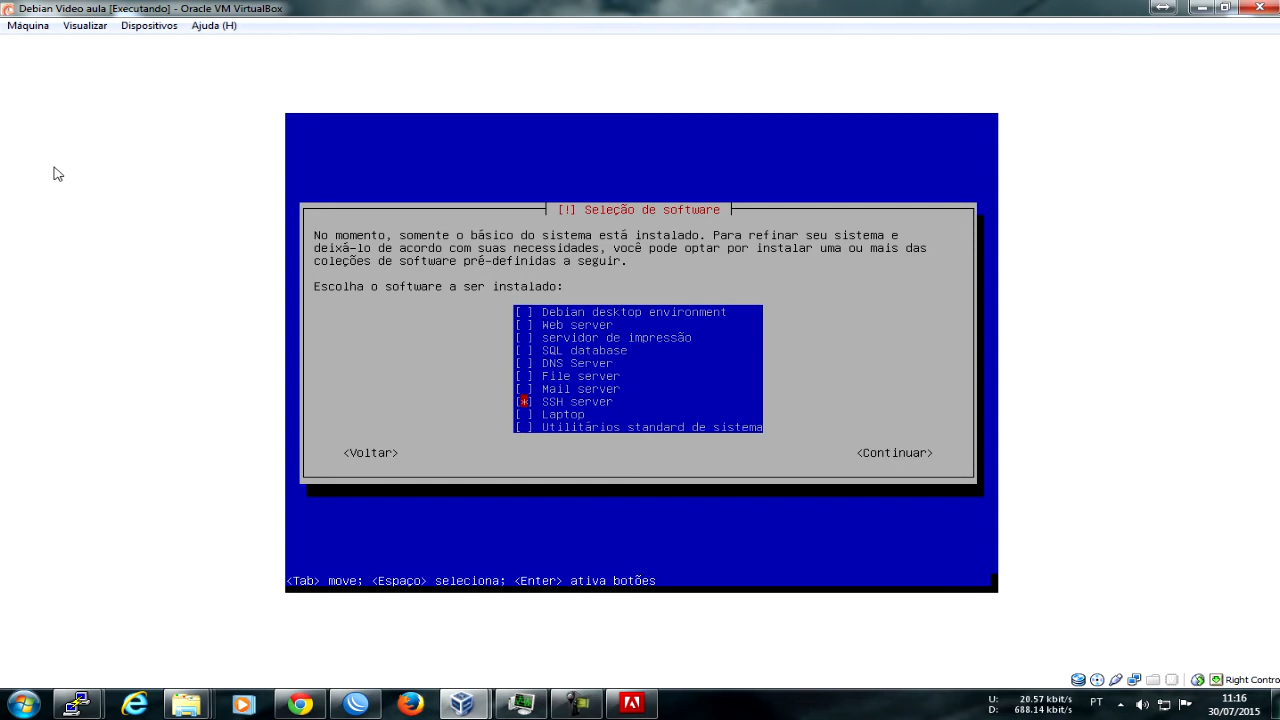 Debian Video aula [Executando] - Oracle VM VirtualBox
Máquina Visualizar Dispositivos Ajuda (H)
[!] Seleção de software
No momento, somente o básico do sistema está instalado. Para refinar seu sistema e
deixá-lo de acordo com suas necessidades, você pode optar por instalar uma ou mais das
coleções de software pré-definidas a seguir.
Escolha o software a ser instalado:
[ ] Debian desktop environment
[ ] Web server
[ ] servidor de impressão
[ ] SQL database
[ ] DNS Server
[ ] File server
[ ] Mail server
[*] SSH server
[ ] Laptop
[ ] Utilitários standard de sistema
<Voltar> <Continuar>
<Tab> move; <Espaço> seleciona; <Enter> ativa botões
Right Contro
U: 20.57 kbit/s
D: 688.14 kbit/s
PT
11:16
30/07/2015